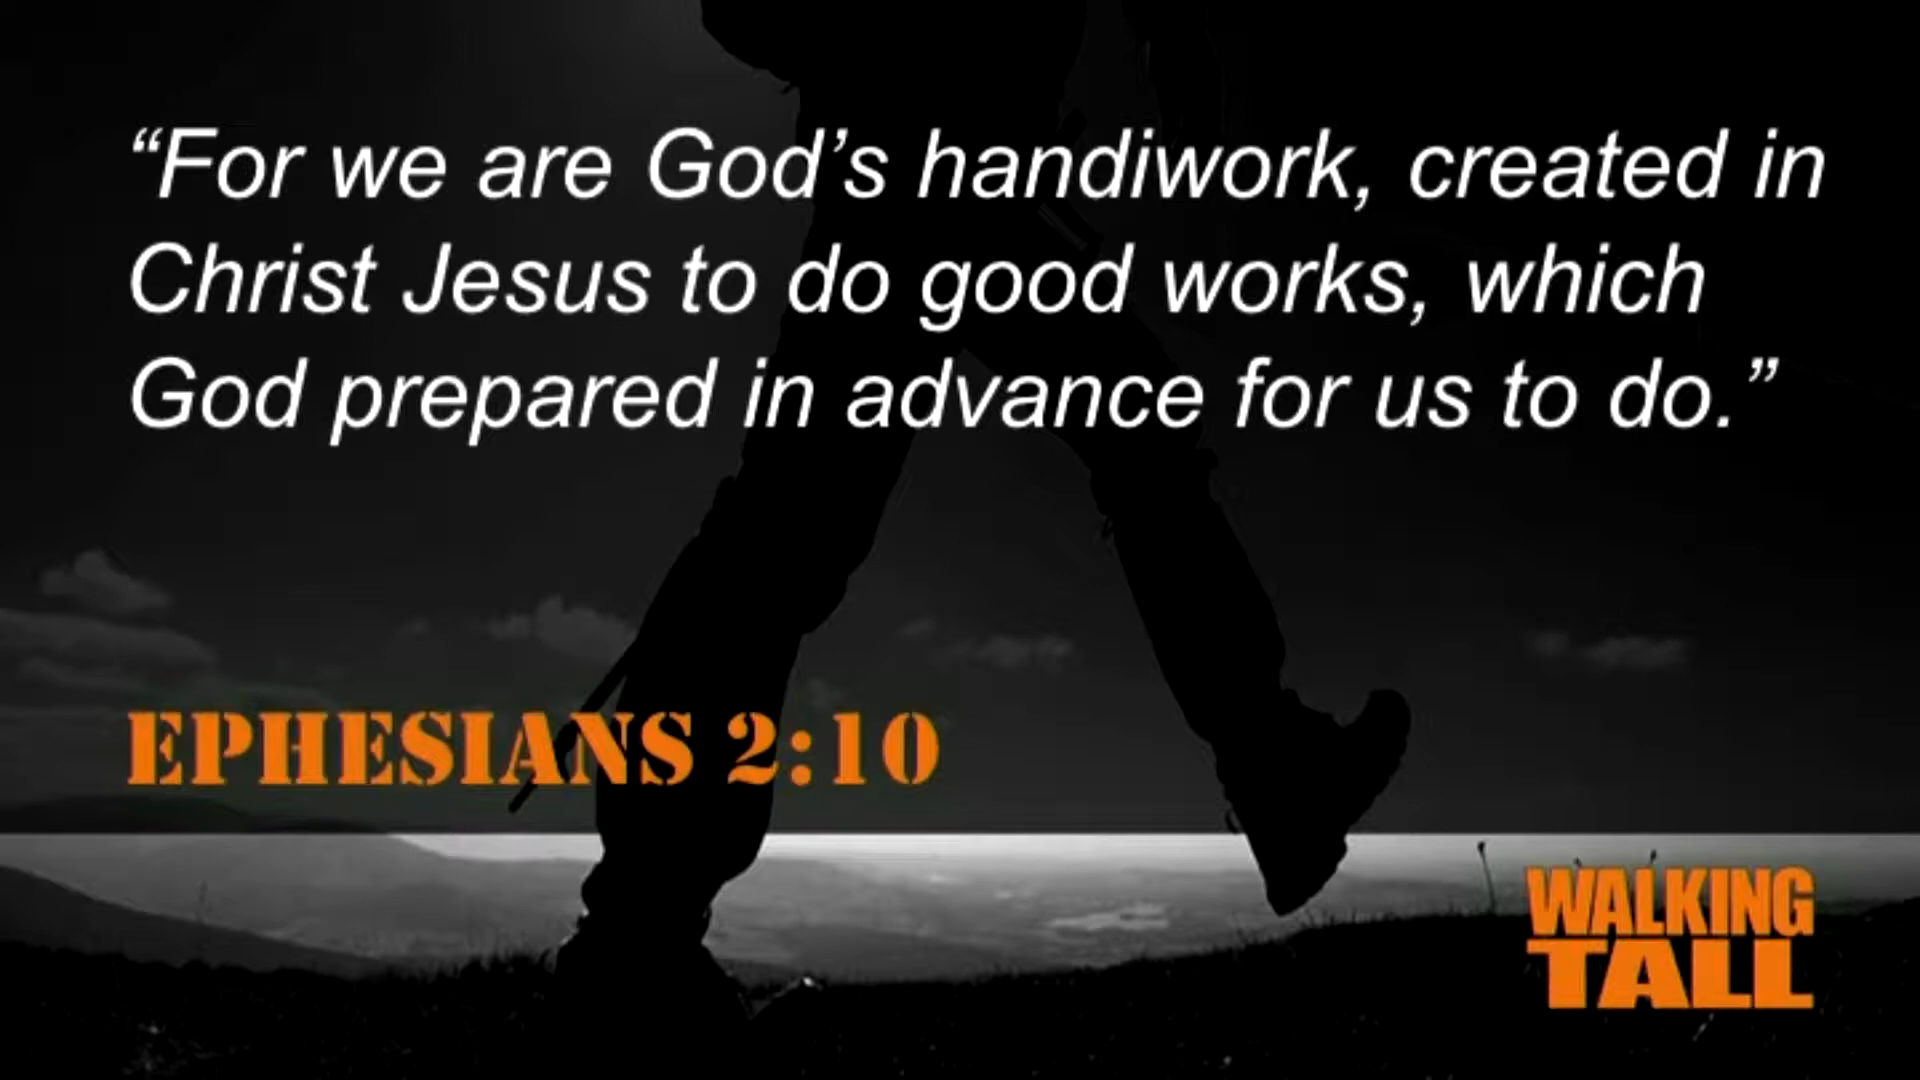 “For we are God’s handiwork, created in
Christ Jesus to do good works, which
God prepared in advance for us to do.”
EPHESIANS 2:10
WALKING
TALL